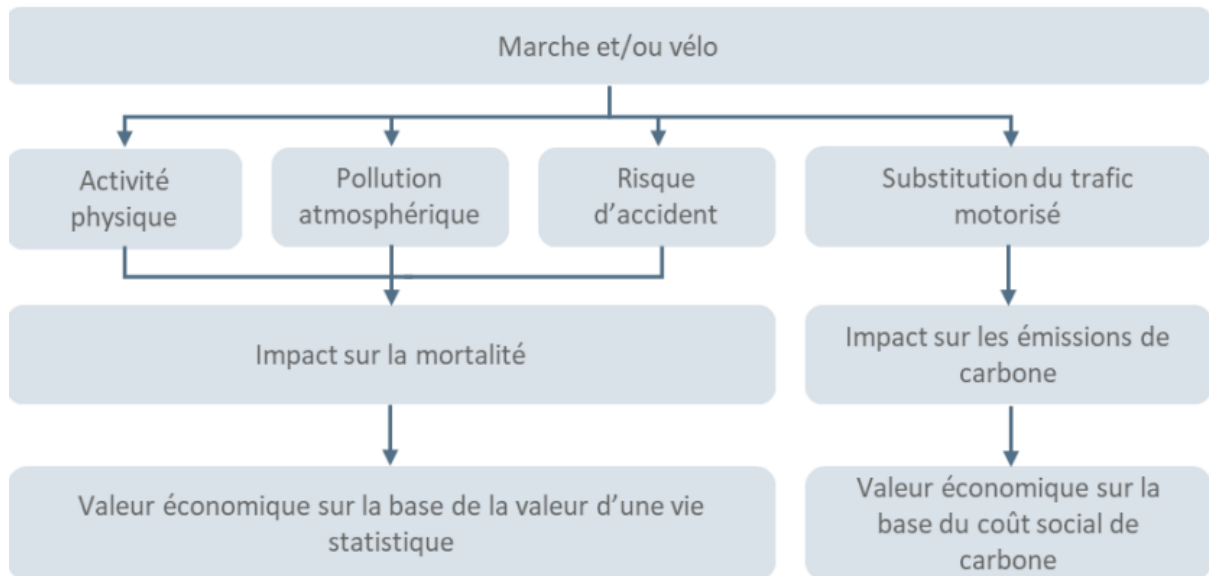 Marche et/ou vélo
Activité
physique
Pollution
atmosphérique
Risque
d'accident
Substitution du trafic
motorisé
Impact sur la mortalité
Impact sur les émissions de
carbone
Valeur économique sur la base de la valeur d'une vie
statistique
Valeur économique sur la
base du coût social de
carbone